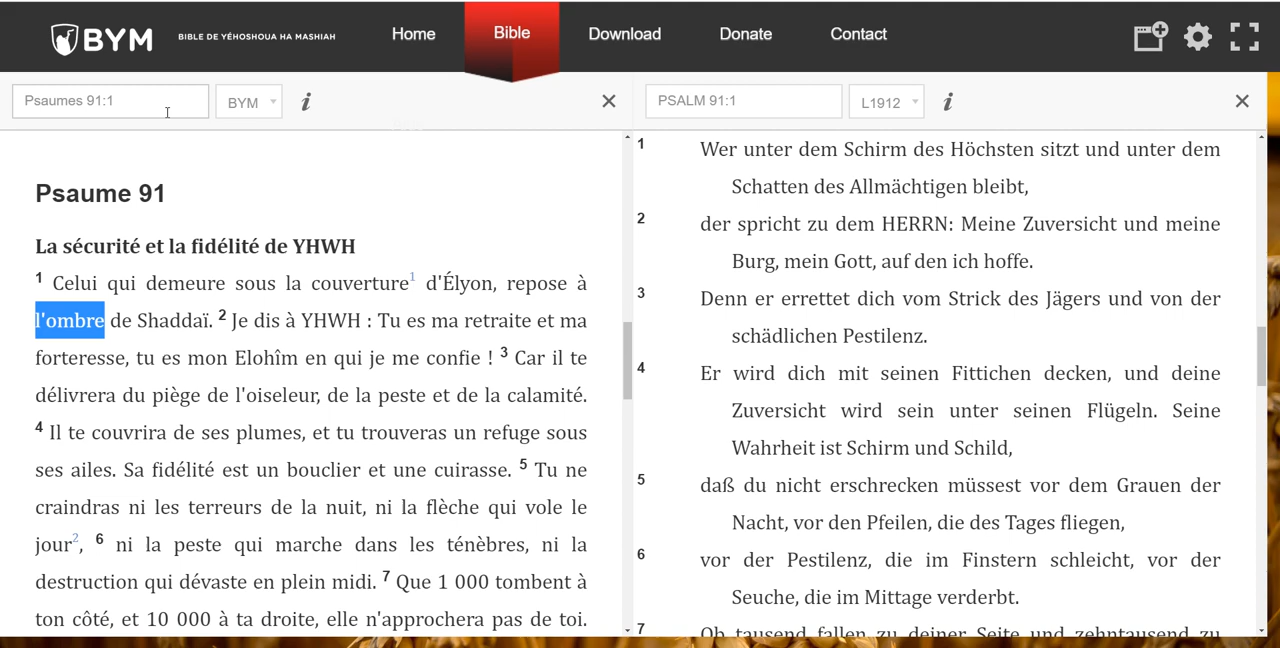 BYM BIBLE DE YÉHOSHOUA HA MASHIAH Home Bible Download Donate Contact
Psaumes 91:1 BYM i ×
Psaume 91
La sécurité et la fidélité de YHWH
1 Celui qui demeure sous la couverture1 d'Élyon, repose à
l'ombre de Shaddaï. 2 Je dis à YHWH : Tu es ma retraite et ma
forteresse, tu es mon Elohîm en qui je me confie ! 3 Car il te
délivrera du piège de l'oiseleur, de la peste et de la calamité.
4 Il te couvrira de ses plumes, et tu trouveras un refuge sous
ses ailes. Sa fidélité est un bouclier et une cuirasse. 5 Tu ne
craindras ni les terreurs de la nuit, ni la flèche qui vole le
jour2, 6 ni la peste qui marche dans les ténèbres, ni la
destruction qui dévaste en plein midi. 7 Que 1 000 tombent à
ton côté, et 10 000 à ta droite, elle n'approchera pas de toi.
PSALM 91:1 L1912 i ×
1 Wer unter dem Schirm des Höchsten sitzt und unter dem
Schatten des Allmächtigen bleibt,
2 der spricht zu dem HERRN: Meine Zuversicht und meine
Burg, mein Gott, auf den ich hoffe.
3 Denn er errettet dich vom Strick des Jägers und von der
schädlichen Pestilenz.
4 Er wird dich mit seinen Fittichen decken, und deine
Zuversicht wird sein unter seinen Flügeln. Seine
Wahrheit ist Schirm und Schild,
5 daß du nicht erschrecken müssest vor dem Grauen der
Nacht, vor den Pfeilen, die des Tages fliegen,
6 vor der Pestilenz, die im Finstern schleicht, vor der
Seuche, die im Mittage verderbt.
7 Ob tausend fallen zu deiner Seite und zehntausend zu